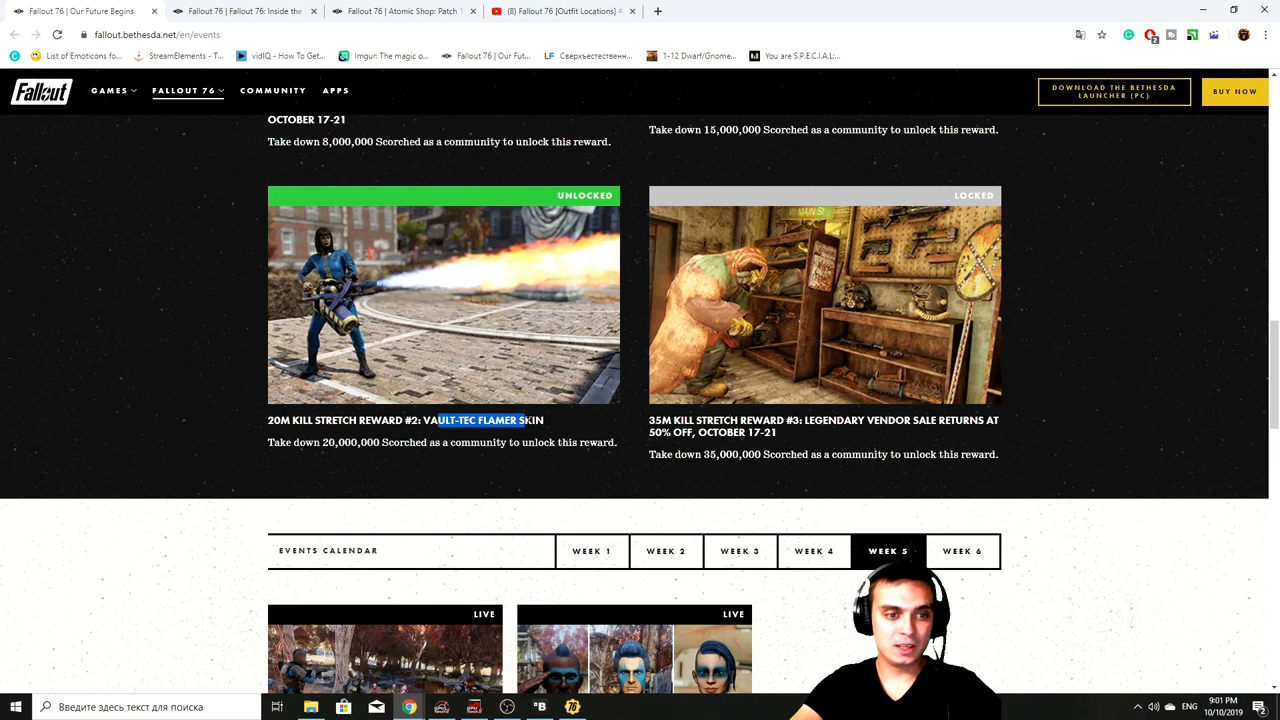 Fallout 76 | Our Future Begins
Fallout 76 | Fallout 76: Inside the
Fallout 76 | Atomic Shop: Patch 1
(8) Fallout 76 [Outfit Locations] #
fallout.bethesda.net/en/events
2
List of Emoticons fo...
StreamElements - T...
vidIQ - How To Get...
Imgur: The magic o...
Fallout 76 | Our Fut...
LF Сверхъестественн...
1-12 Dwarf/Gnome...
You are S.P.E.C.I.A.L:...
Fallout
GAMES
FALLOUT 76
COMMUNITY
APPS
DOWNLOAD THE BETHESDA
LAUNCHER (PC)
BUY NOW
OCTOBER 17-21
Take down 8,000,000 Scorched as a community to unlock this reward.
Take down 15,000,000 Scorched as a community to unlock this reward.
UNLOCKED
20M KILL STRETCH REWARD #2: VAULT-TEC FLAMER SKIN
Take down 20,000,000 Scorched as a community to unlock this reward.
LOCKED
MAIN ST
35M KILL STRETCH REWARD #3: LEGENDARY VENDOR SALE RETURNS AT
50% OFF, OCTOBER 17-21
Take down 35,000,000 Scorched as a community to unlock this reward.
EVENTS CALENDAR
WEEK 1
WEEK 2
WEEK 3
WEEK 4
WEEK 5
WEEK 6
LIVE
LIVE
Введите здесь текст для поиска
B
76
ENG
9:01 PM
10/10/2019
2